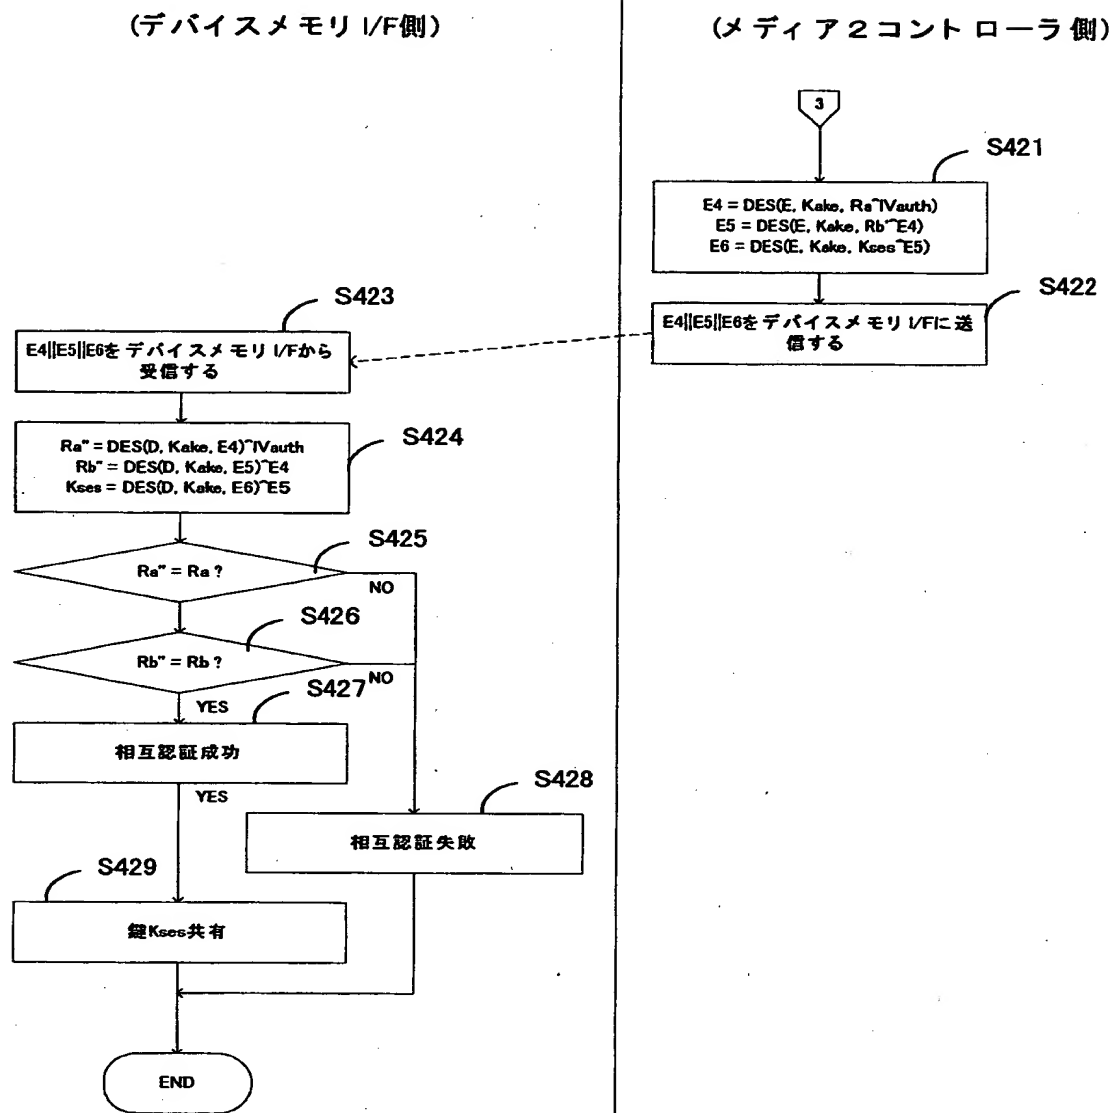 (デバイスメモリI/F側)
(メディア2コントローラ側)
3
S421
E4 = DES(E, Kake, Ra^IVauth)
E5 = DES(E, Kake, Rb'^E4)
E6 = DES(E, Kake, Kses^E5)
S422
E4||E5||E6をデバイスメモリI/Fに送
信する
S423
E4||E5||E6をデバイスメモリI/Fから
受信する
S424
Ra" = DES(D, Kake, E4)^IVauth
Rb" = DES(D, Kake, E5)^E4
Kses = DES(D, Kake, E6)^E5
S425
Ra" = Ra ?
NO
S426
Rb" = Rb ?
NO
YES
S427
相互認証成功
YES
S428
相互認証失敗
S429
鍵Kses共有
END